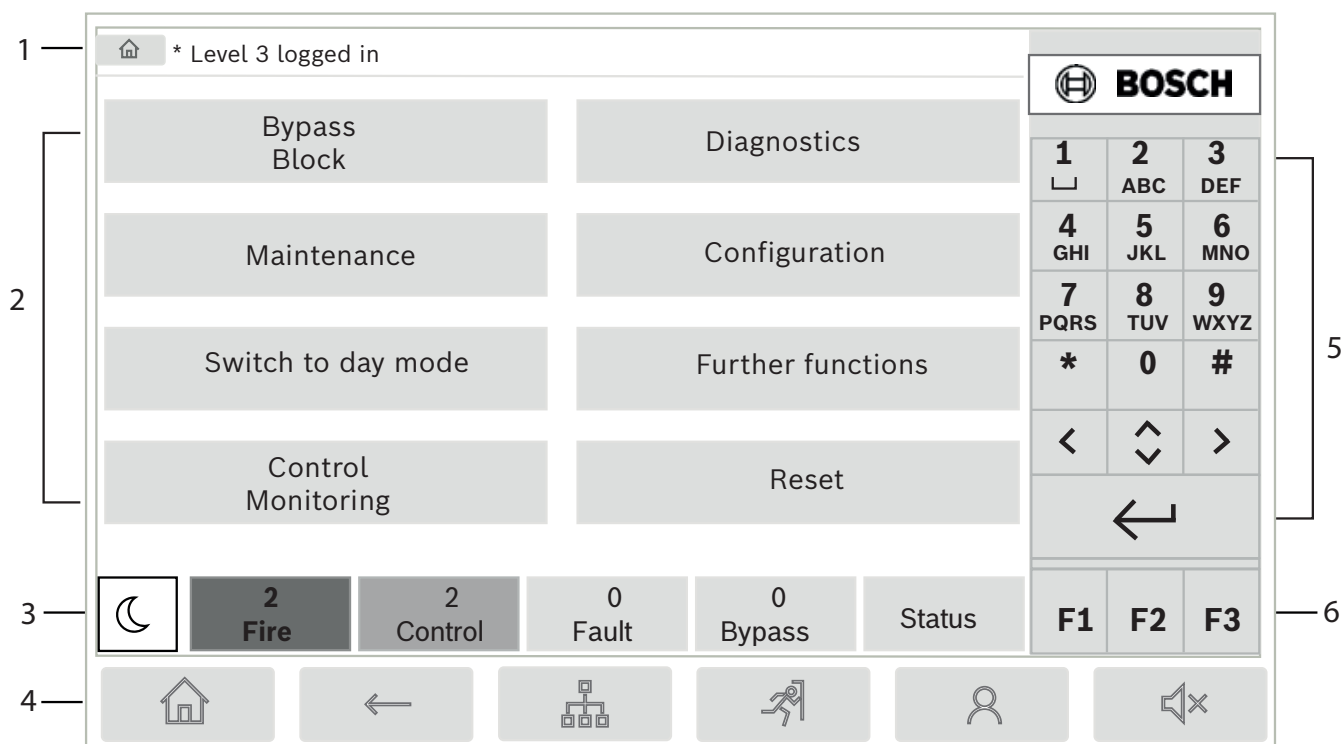 1
* Level 3 logged in
BOSCH
2
Bypass
Block
Diagnostics
Maintenance
Configuration
Switch to day mode
Further functions
Control
Monitoring
Reset
1 2 3
ABC DEF
4 5 6
GHI JKL MNO
7 8 9
PQRS TUV WXYZ
* 0 #
5
3
2
Fire
2
Control
0
Fault
0
Bypass
Status
F1 F2 F3
6
4